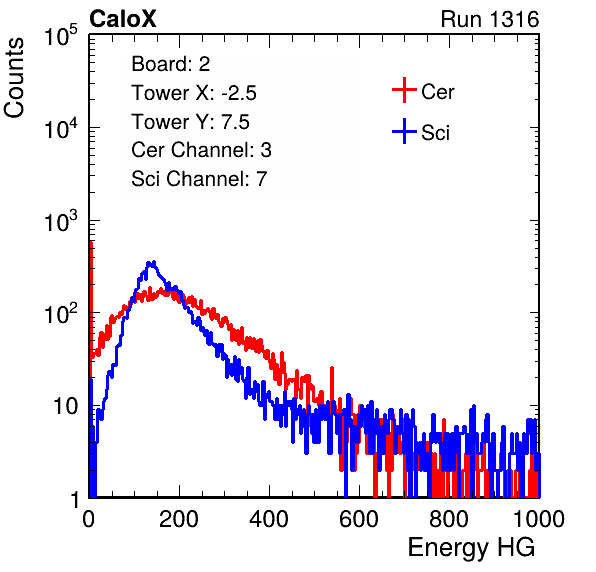 CaloX Run 1316
Counts
Board: 2
Tower X: -2.5
Tower Y: 7.5
Cer Channel: 3
Sci Channel: 7
Cer
Sci
10^5
10^4
10^3
10^2
10
1
0 200 400 600 800 1000
Energy HG